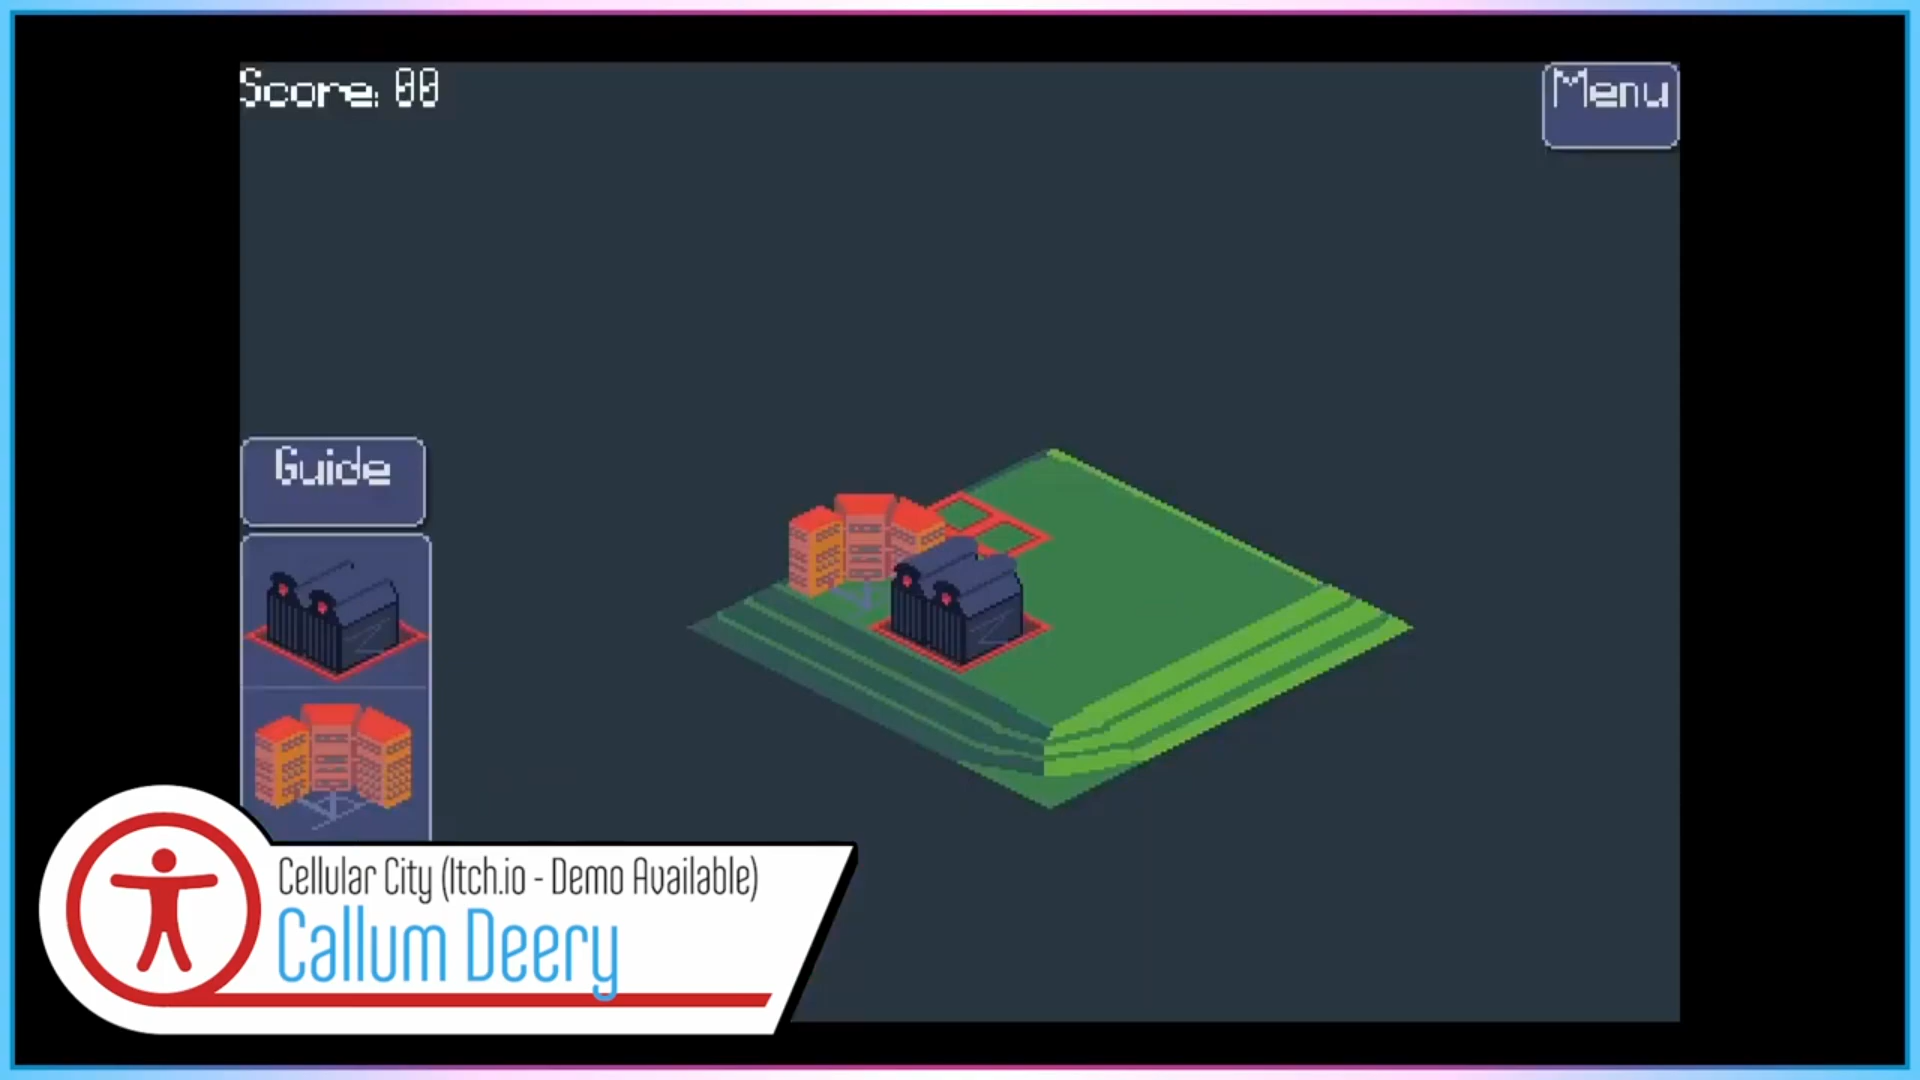 Score: 00
Menu
Guide
Cellular City (Itch.io - Demo Available)
Callum Deery